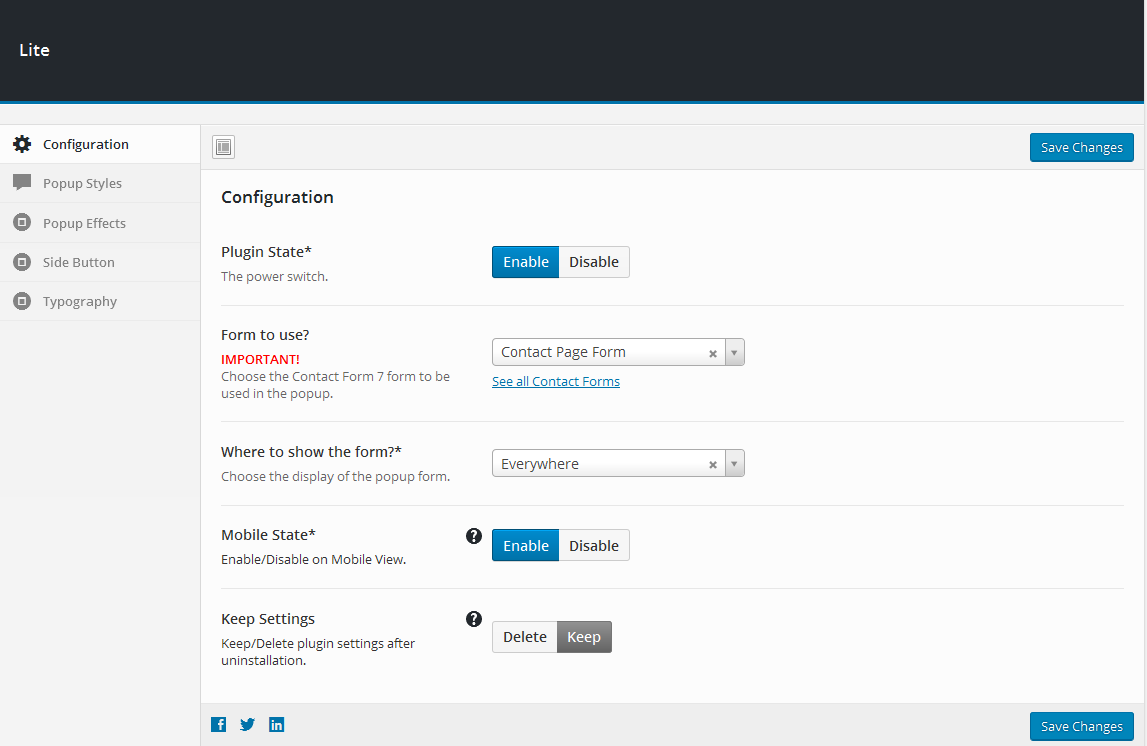 Lite
Configuration
Popup Styles
Popup Effects
Side Button
Typography
Save Changes
Configuration
Plugin State*
The power switch.
Enable Disable
Form to use?
IMPORTANT!
Choose the Contact Form 7 form to be
used in the popup.
Contact Page Form
See all Contact Forms
Where to show the form?*
Choose the display of the popup form.
Everywhere
Mobile State*
Enable/Disable on Mobile View.
Enable Disable
Keep Settings
Keep/Delete plugin settings after
uninstallation.
Delete Keep
Save Changes